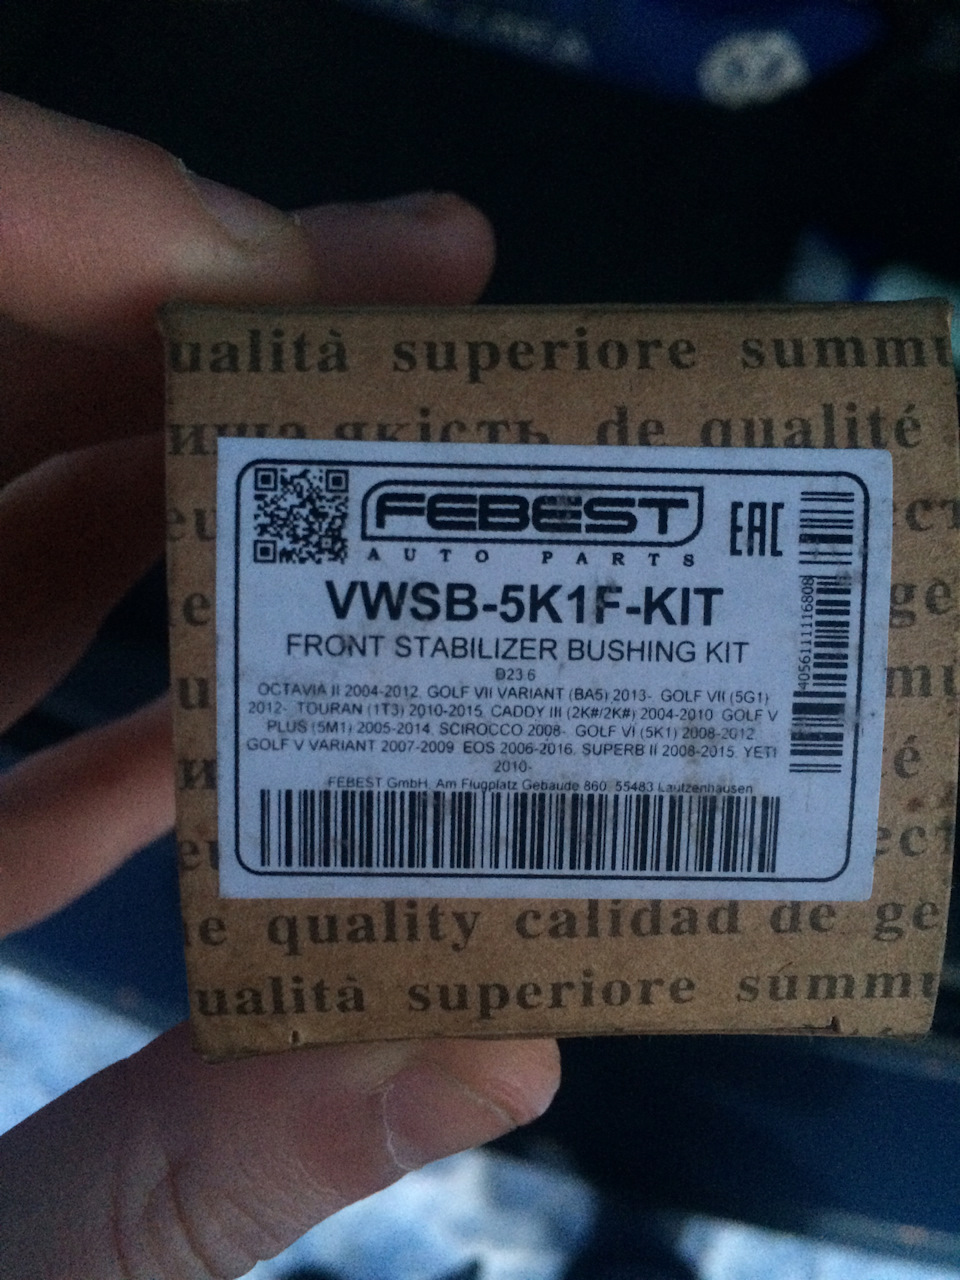 ualità superiore summu
якість de qualité
FEBEST
EAC
AUTO PARTS
VWSB-5K1F-KIT
FRONT STABILIZER BUSHING KIT
D23.6
OCTAVIA II 2004-2012, GOLF VII VARIANT (BA5) 2013-, GOLF VII (5G1)
2012-, TOURAN (1T3) 2010-2015, CADDY III (2K#/2K#) 2004-2010, GOLF V
PLUS (5M1) 2005-2014, SCIROCCO 2008-, GOLF VI (5K1) 2008-2012,
GOLF V VARIANT 2007-2009, EOS 2006-2016, SUPERB II 2008-2015, YETI
2010-
FEBEST GmbH, Am Flugplatz Gebaude 860, 55483 Lautzenhausen
4056111116808
quality calidad de ge
ualità superiore summu